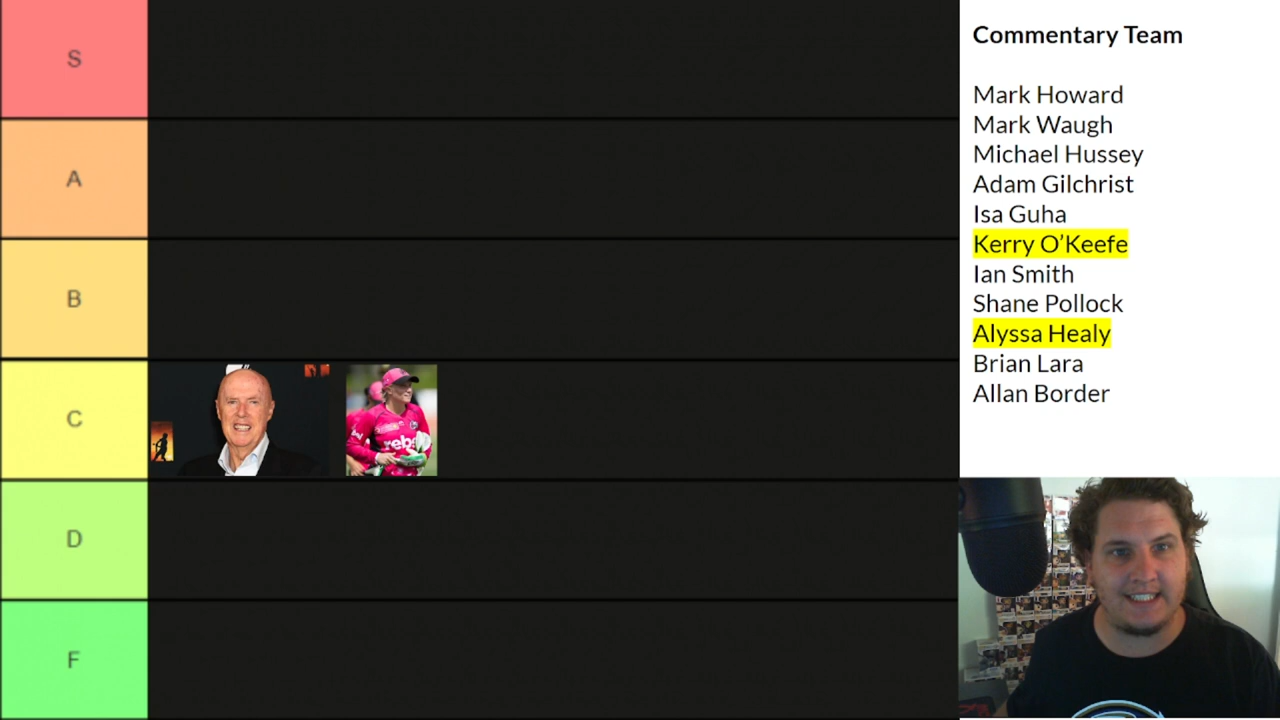 S
A
B
C
D
F
rebe
Commentary Team
Mark Howard
Mark Waugh
Michael Hussey
Adam Gilchrist
Isa Guha
Kerry O'Keefe
Ian Smith
Shane Pollock
Alyssa Healy
Brian Lara
Allan Border